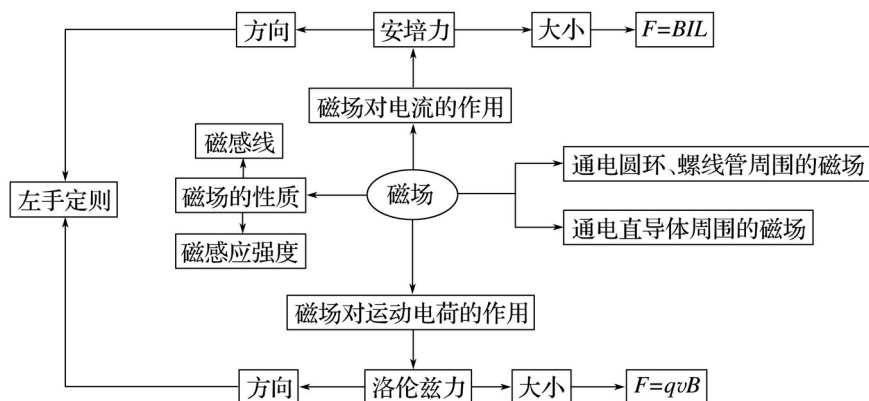 方向
安培力
大小
F=BIL
磁场对电流的作用
磁感线
通电圆环、螺线管周围的磁场
左手定则
磁场的性质
磁场
磁感应强度
通电直导体周围的磁场
磁场对运动电荷的作用
方向
洛伦兹力
大小
F=qvB